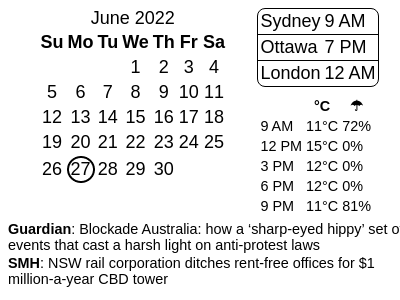 June 2022
Su Mo Tu We Th Fr Sa
1 2 3 4
5 6 7 8 9 10 11
12 13 14 15 16 17 18
19 20 21 22 23 24 25
26 27 28 29 30
Sydney 9 AM
Ottawa 7 PM
London 12 AM
°C ☂
9 AM 11°C 72%
12 PM 15°C 0%
3 PM 12°C 0%
6 PM 12°C 0%
9 PM 11°C 81%
Guardian: Blockade Australia: how a ‘sharp-eyed hippy’ set o
events that cast a harsh light on anti-protest laws
SMH: NSW rail corporation ditches rent-free offices for $1
million-a-year CBD tower